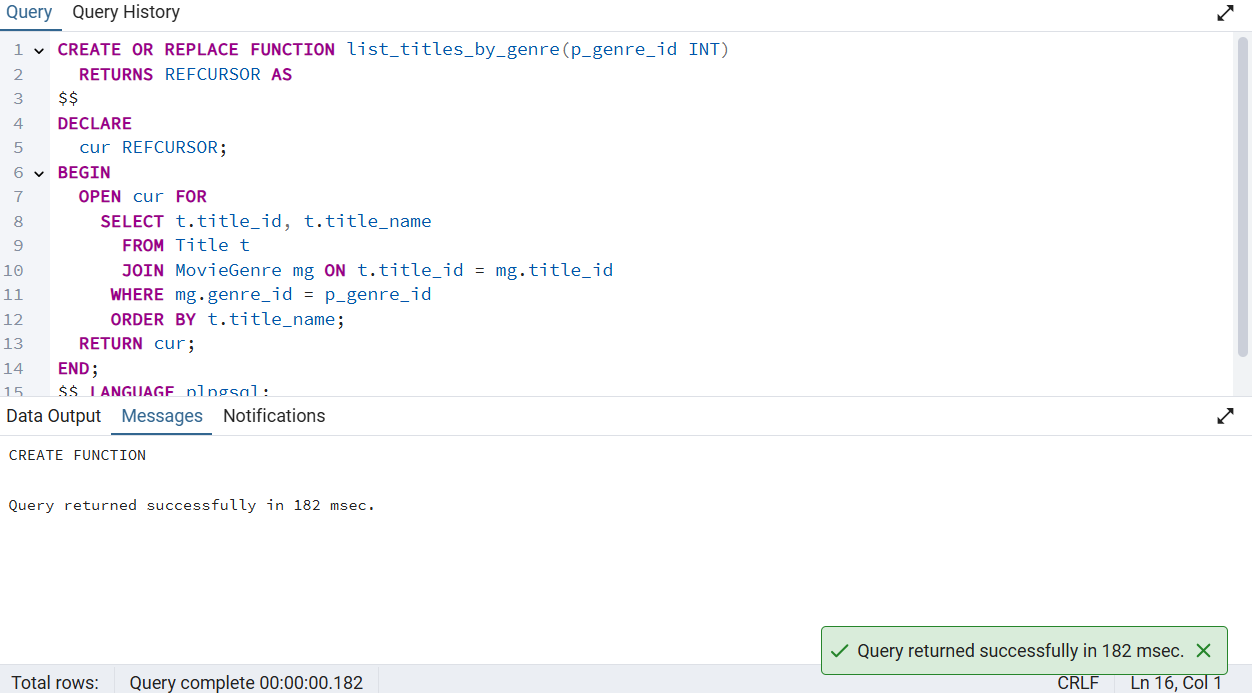 Query Query History
1 CREATE OR REPLACE FUNCTION list_titles_by_genre(p_genre_id INT)
2 RETURNS REFCURSOR AS
3 $$
4 DECLARE
5 cur REFCURSOR;
6 BEGIN
7 OPEN cur FOR
8 SELECT t.title_id, t.title_name
9 FROM Title t
10 JOIN MovieGenre mg ON t.title_id = mg.title_id
11 WHERE mg.genre_id = p_genre_id
12 ORDER BY t.title_name;
13 RETURN cur;
14 END;
15 $$ LANGUAGE plpgsql;
Data Output Messages Notifications
CREATE FUNCTION
Query returned successfully in 182 msec.
Query returned successfully in 182 msec.
Total rows: Query complete 00:00:00.182 CRLF Ln 16, Col 1